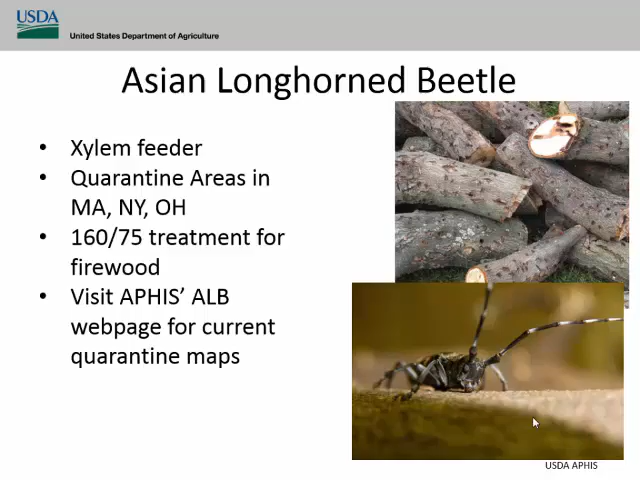 USDA
United States Department of Agriculture
Asian Longhorned Beetle
• Xylem feeder
• Quarantine Areas in
MA, NY, OH
• 160/75 treatment for
firewood
• Visit APHIS’ ALB
webpage for current
quarantine maps
USDA APHIS